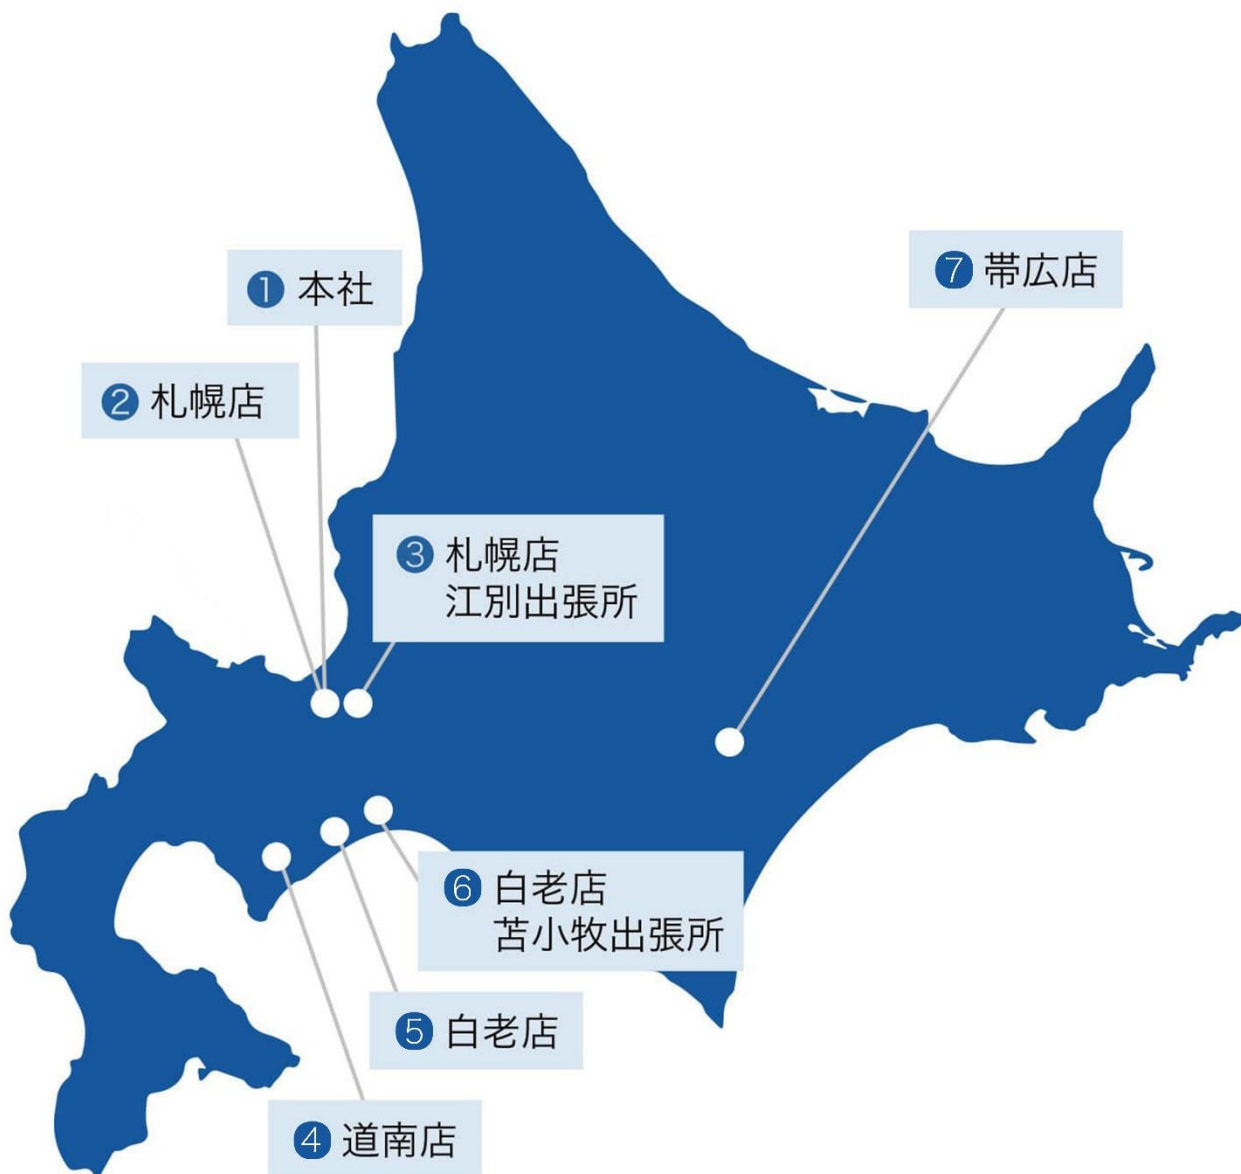 ❶ 本社
❷ 札幌店
❸ 札幌店
江別出張所
❹ 道南店
❺ 白老店
❻ 白老店
苫小牧出張所
❼ 帯広店